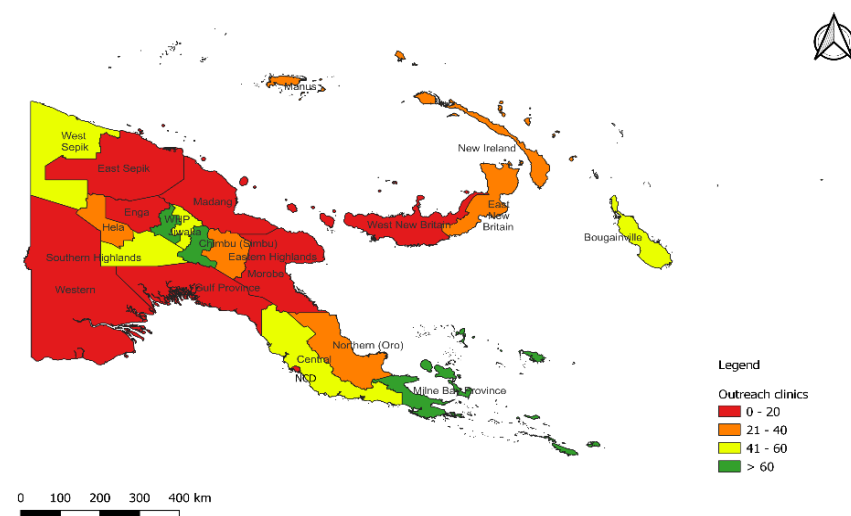 Manus
West
Sepik
New Ireland
East Sepik
Madang
Enga
WHP
East
New
Britain
West New Britain
Hela
Jiwaka
Bougainville
Chimbu (Simbu)
Southern Highlands
Eastern Highlands
Morobe
Western
Gulf Province
Northern (Oro)
Central
NCD
Milne Bay Province
Legend
Outreach clinics
0 - 20
21 - 40
41 - 60
> 60
0 100 200 300 400 km